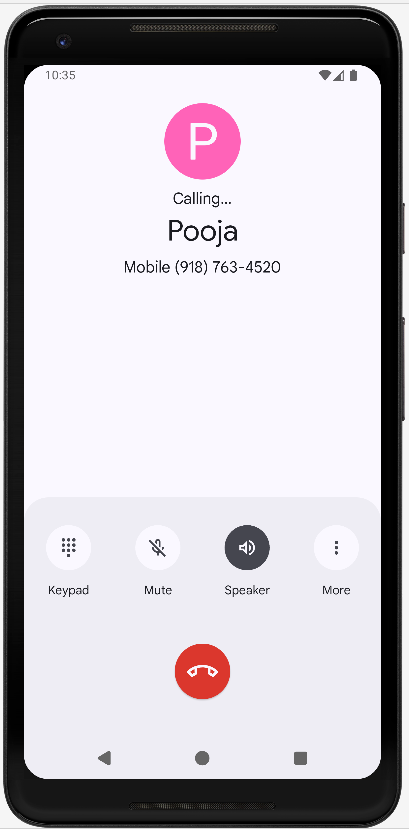 10:35
P
Calling...
Pooja
Mobile (918) 763-4520
Keypad Mute Speaker More